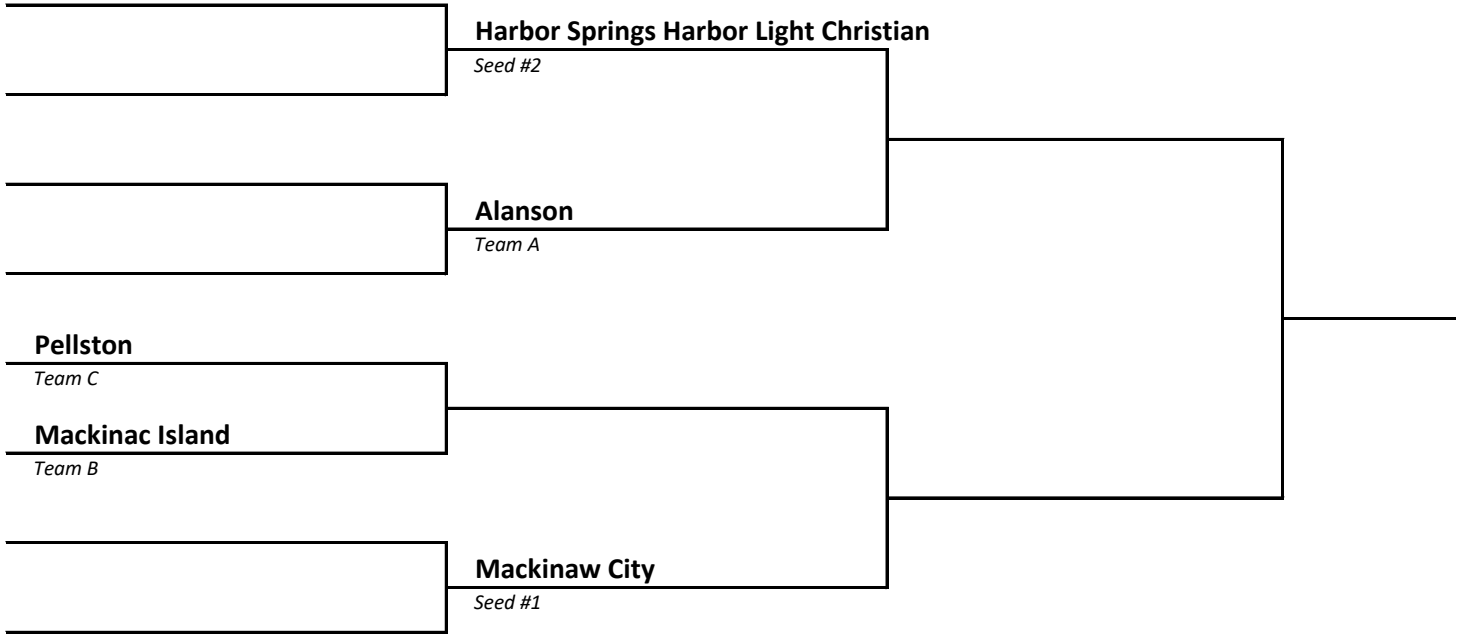 Harbor Springs Harbor Light Christian
Seed #2
Alanson
Team A
Pellston
Team C
Mackinac Island
Team B
Mackinaw City
Seed #1